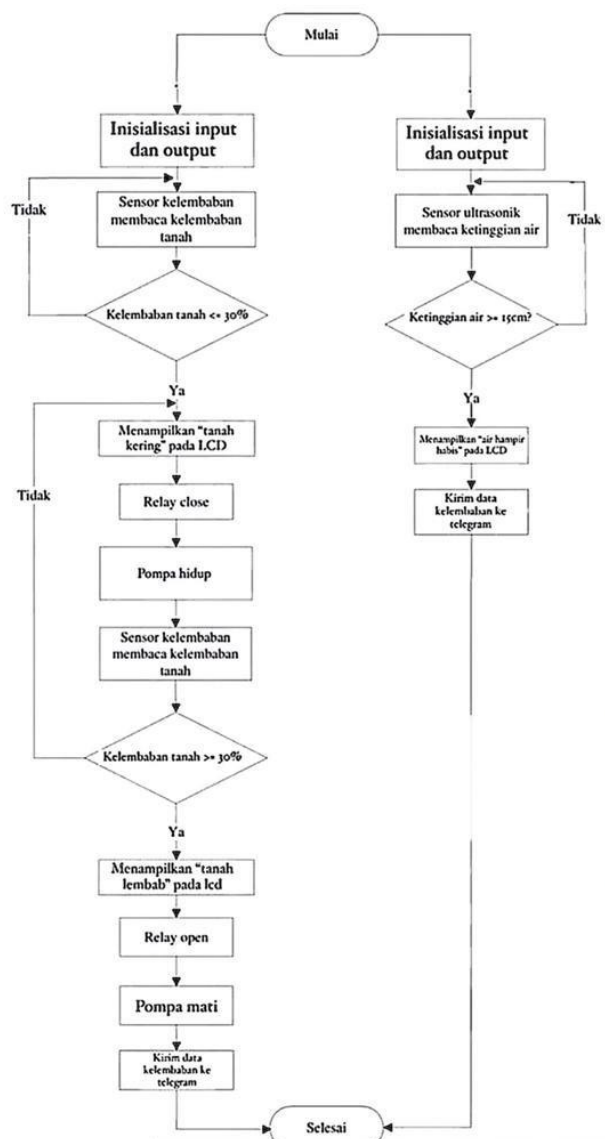 Mulai
Inisialisasi input
dan output
Tidak
Sensor kelembaban
membaca kelembaban
tanah
Kelembaban tanah <= 30%
Ya
Menampilkan "tanah
kering" pada LCD
Tidak
Relay close
Pompa hidup
Sensor kelembaban
membaca kelembaban
tanah
Kelembaban tanah >= 30%
Ya
Menampilkan "tanah
lembab" pada lcd
Relay open
Pompa mati
Kirim data
kelembaban ke
telegram
Inisialisasi input
dan output
Sensor ultrasonik
membaca ketinggian air
Tidak
Ketinggian air >= 15cm?
Ya
Menampilkan "air hampir
habis" pada LCD
Kirim data
kelembaban ke
telegram
Selesai